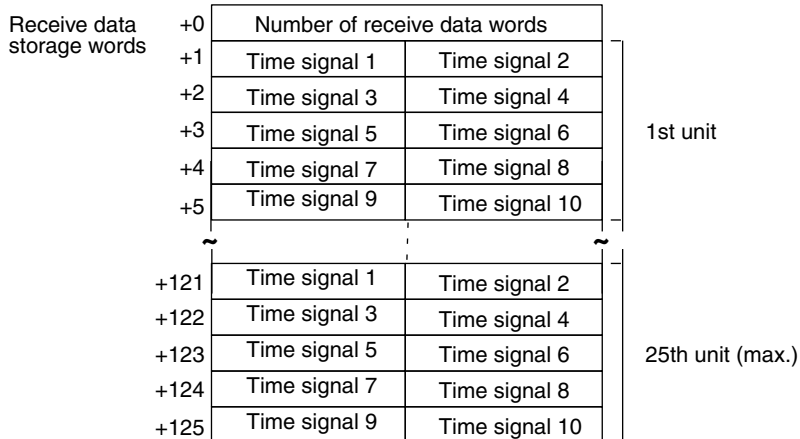 Receive data
storage words
+0 Number of receive data words
+1 Time signal 1 Time signal 2
+2 Time signal 3 Time signal 4
+3 Time signal 5 Time signal 6
+4 Time signal 7 Time signal 8
+5 Time signal 9 Time signal 10
1st unit
~ ~
+121 Time signal 1 Time signal 2
+122 Time signal 3 Time signal 4
+123 Time signal 5 Time signal 6
+124 Time signal 7 Time signal 8
+125 Time signal 9 Time signal 10
25th unit (max.)